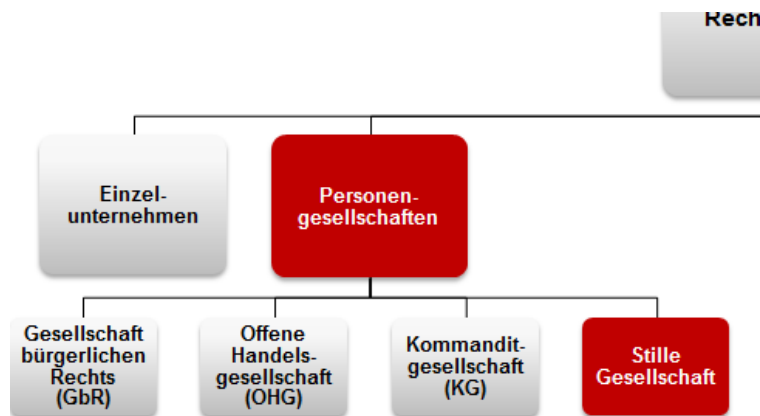 Rech
Einzel-
unternehmen
Personen-
gesellschaften
Gesellschaft
bürgerlichen
Rechts
(GbR)
Offene
Handels-
gesellschaft
(OHG)
Kommandit-
gesellschaft
(KG)
Stille
Gesellschaft